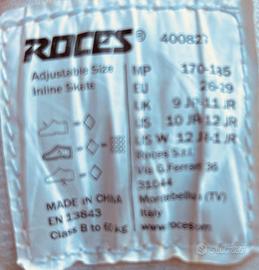 ROCES® 400823
Adjustable Size
Inline Skate
MP 170-185
EU 26-29
UK 9 JR-11 JR
US 10 JR-12 JR
US W 12 JR-1 JR
Roces S.r.l.
Via G.Ferraris 36
31044
Montebelluna (TV)
Italy
www.roces.com
MADE IN CHINA
EN 13843
Class B to 60 kg